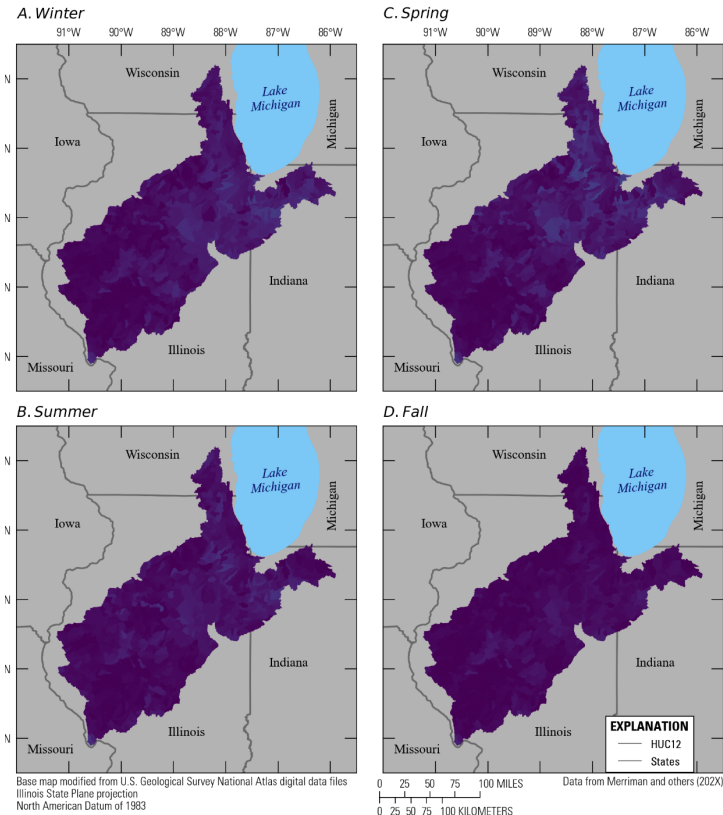 A. Winter
91°W 90°W 89°W 88°W 87°W 86°W
Wisconsin
Lake
Michigan
Michigan
Iowa
N
N
N
N
N
Indiana
Illinois
Missouri
C. Spring
91°W 90°W 89°W 88°W 87°W 86°W
Wisconsin
Lake
Michigan
Michigan
Iowa
Indiana
Illinois
Missouri
B. Summer
Wisconsin
Lake
Michigan
Michigan
Iowa
N
N
N
N
N
Indiana
Illinois
Missouri
D. Fall
Wisconsin
Lake
Michigan
Michigan
Iowa
Indiana
Illinois
Missouri
EXPLANATION
HUC12
States
Base map modified from U.S. Geological Survey National Atlas digital data files
Illinois State Plane projection
North American Datum of 1983
0 25 50 75 100 MILES
0 25 50 75 100 KILOMETERS
Data from Merriman and others (202X)